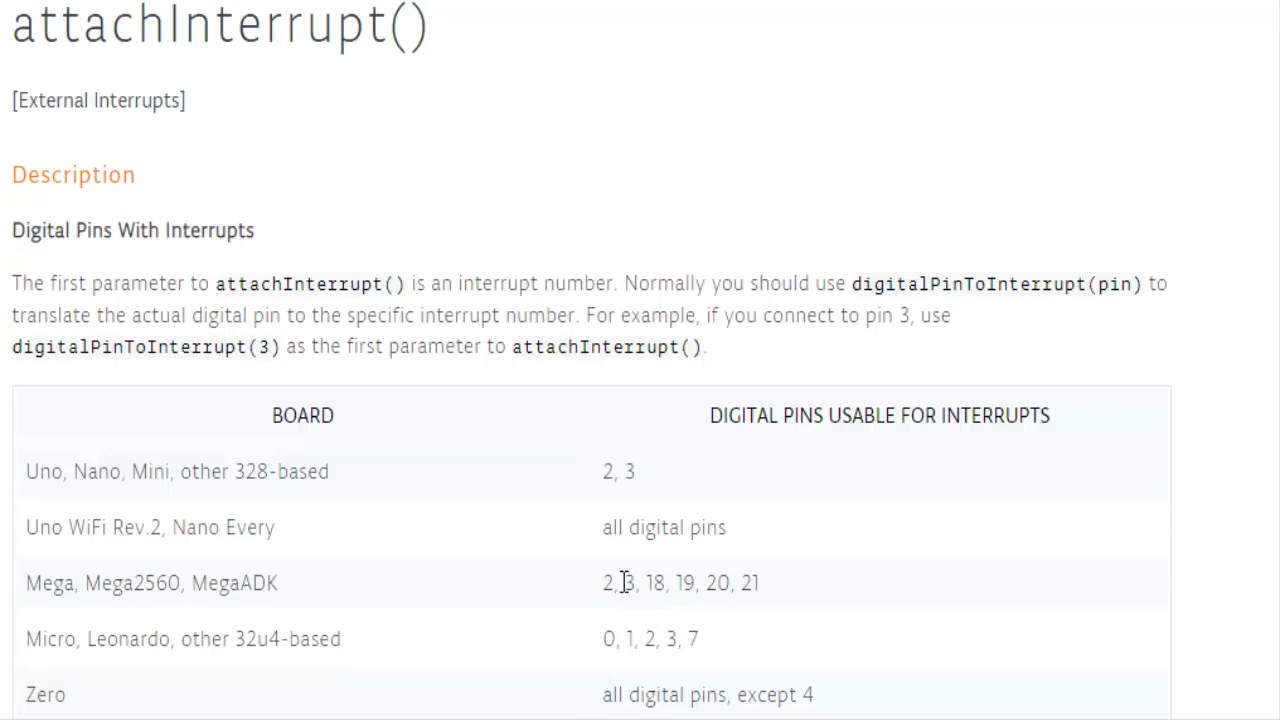 attachInterrupt()
[External Interrupts]
Description
Digital Pins With Interrupts
The first parameter to attachInterrupt() is an interrupt number. Normally you should use digitalPinToInterrupt(pin) to
translate the actual digital pin to the specific interrupt number. For example, if you connect to pin 3, use
digitalPinToInterrupt(3) as the first parameter to attachInterrupt().
BOARD DIGITAL PINS USABLE FOR INTERRUPTS
Uno, Nano, Mini, other 328-based 2, 3
Uno WiFi Rev.2, Nano Every all digital pins
Mega, Mega2560, MegaADK 2, 3, 18, 19, 20, 21
Micro, Leonardo, other 32u4-based 0, 1, 2, 3, 7
Zero all digital pins, except 4